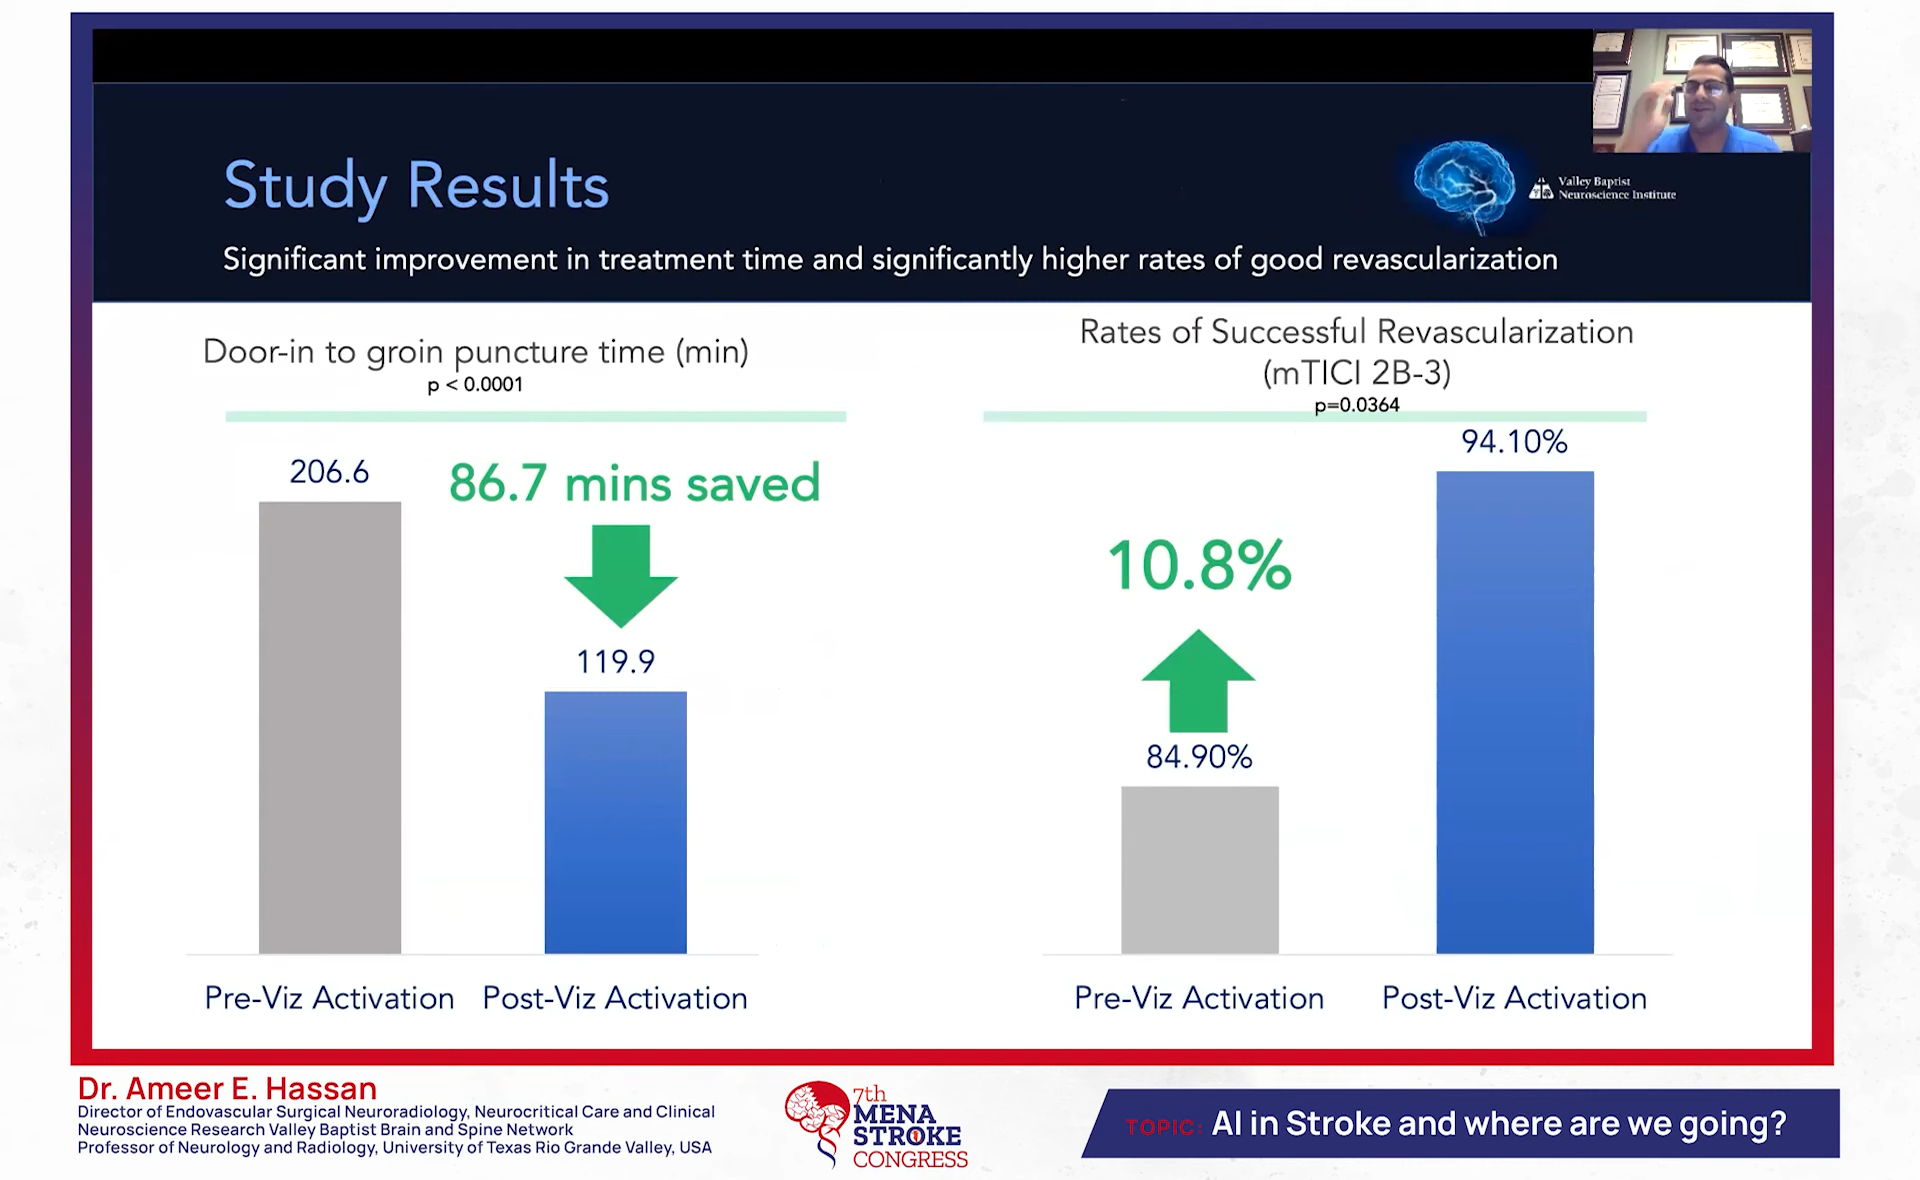 Study Results
Valley Baptist
Neuroscience Institute
Significant improvement in treatment time and significantly higher rates of good revascularization
Door-in to groin puncture time (min)
p < 0.0001
206.6
86.7 mins saved
119.9
Pre-Viz Activation
Post-Viz Activation
Rates of Successful Revascularization
(mTICI 2B-3)
p=0.0364
94.10%
10.8%
84.90%
Pre-Viz Activation
Post-Viz Activation
Dr. Ameer E. Hassan
Director of Endovascular Surgical Neuroradiology, Neurocritical Care and Clinical
Neuroscience Research Valley Baptist Brain and Spine Network
Professor of Neurology and Radiology, University of Texas Rio Grande Valley, USA
7th
MENA
STROKE
CONGRESS
TOPIC: AI in Stroke and where are we going?